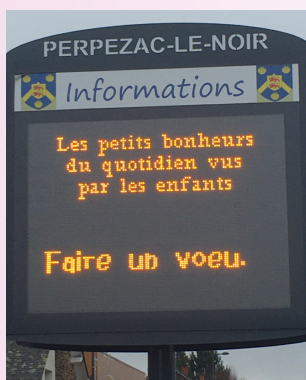 PERPEZAC-LE-NOIR
Informations
Les petits bonheurs
du quotidien vus
par les enfants
Faire un voeu.